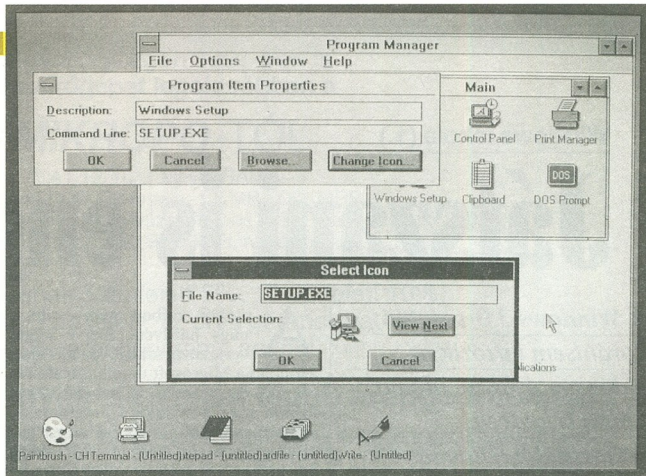 Program Manager
File Options Window Help
Program Item Properties
Description: Windows Setup
Command Line: SETUP.EXE
OK Cancel Browse... Change Icon...
Main
Control Panel Print Manager
DOS
Windows Setup Clipboard DOS Prompt
Select Icon
File Name: SETUP.EXE
Current Selection: View Next
OK Cancel
lications
Paintbrush - CH Terminal - (Untitled) tepad - (untitled) ardfile - (untitled) Write - (Untitled)